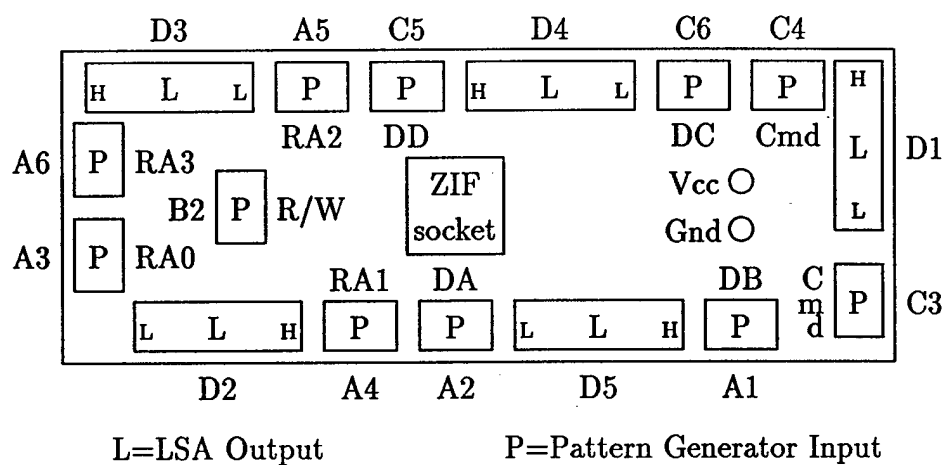 D3 A5 C5 D4 C6 C4
H L L P P H L L P P H
RA2 DD DC Cmd
A6 P RA3 L D1
ZIF Vcc
B2 P R/W
socket Gnd L
A3 P RA0
RA1 DA DB C
m
d P C3
L L H P P L L H P
D2 A4 A2 D5 A1
L=LSA Output P=Pattern Generator Input